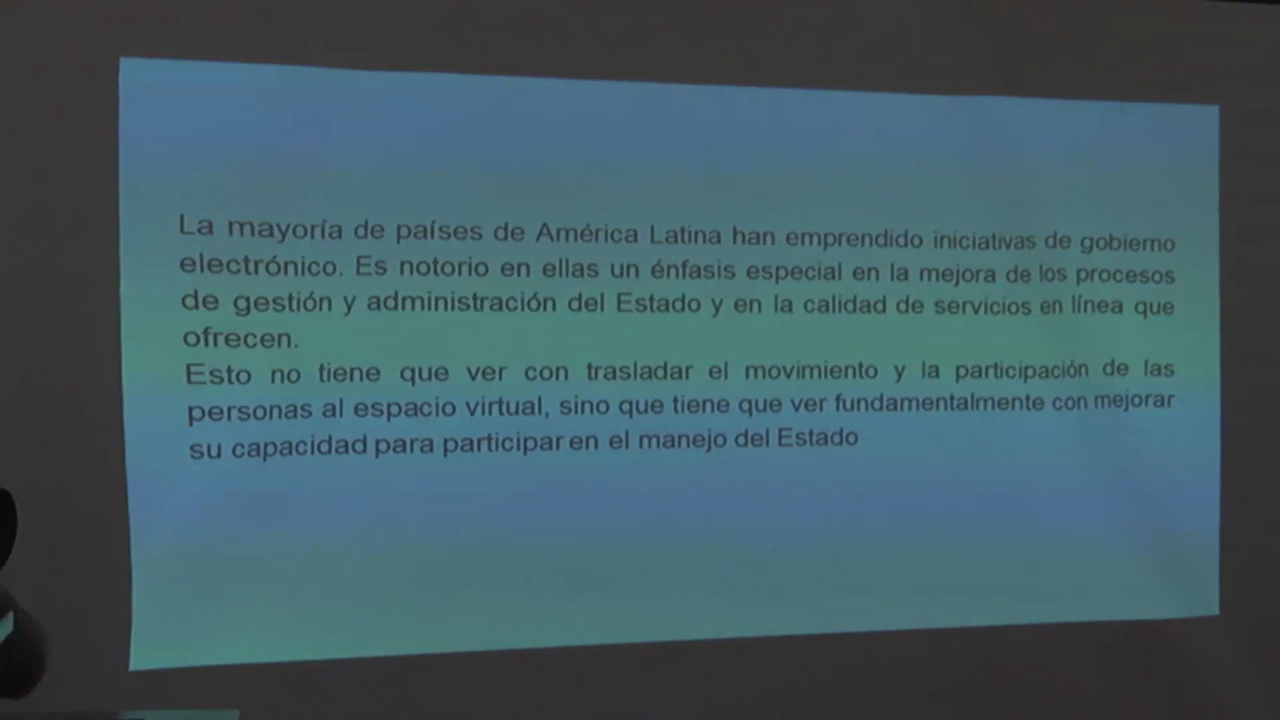 La mayoría de países de América Latina han emprendido iniciativas de gobierno
electrónico. Es notorio en ellas un énfasis especial en la mejora de los procesos
de gestión y administración del Estado y en la calidad de servicios en línea que
ofrecen.
Esto no tiene que ver con trasladar el movimiento y la participación de las
personas al espacio virtual, sino que tiene que ver fundamentalmente con mejorar
su capacidad para participar en el manejo del Estado